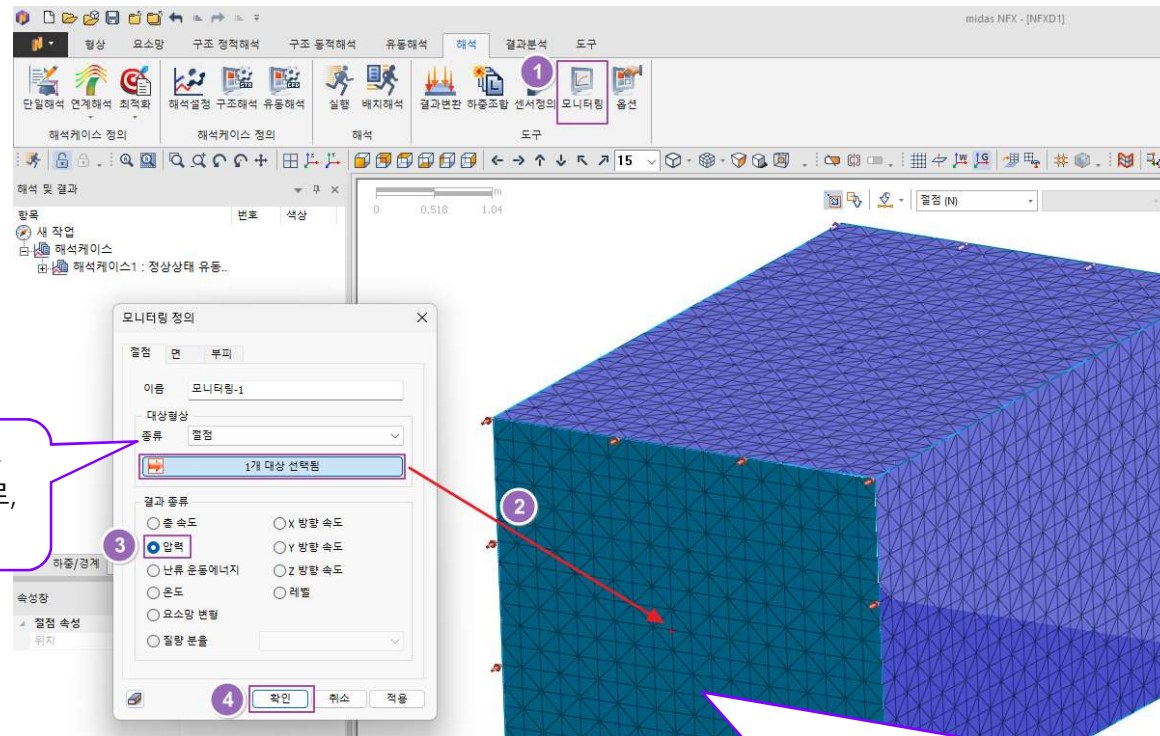 midas NFX - [NFXD1]
형상 요소망 구조 정적해석 구조 동적해석 유동해석 해석 결과분석 도구
1
단일해석 연계해석 최적화 해석설정 구조해석 유동해석 실행 배치해석 결과변환 하중조합 센서정의 모니터링 옵션
해석케이스 정의 해석케이스 정의 해석 도구
15
해석 및 결과
m
0 0.518 1.04
절점 (N)
항목 번호 색상
새 작업
해석케이스
해석케이스1 : 정상상태 유동..
모니터링 정의
절점 면 부피
이름 모니터링-1
대상형상
종류 절점
1개 대상 선택됨
2
결과 종류
총 속도 X 방향 속도
3
압력 Y 방향 속도
난류 운동에너지 Z 방향 속도
온도 레벨
요소망 변형
질량 분율
하중/경계
속성창
절점 속성
위치
4
확인 취소 적용